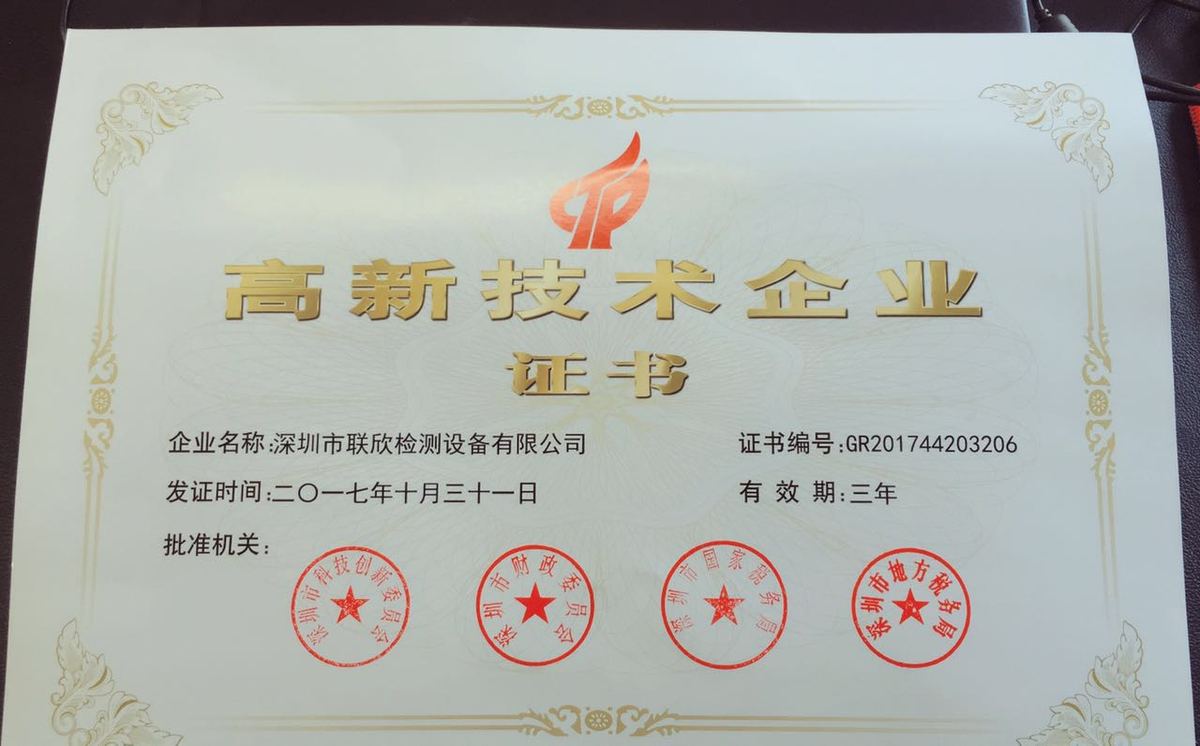 高新技术企业
证书
企业名称:深圳市联欣检测设备有限公司 证书编号:GR201744203206
发证时间:二〇一七年十月三十一日 有 效 期:三年
批准机关:
深圳市科技创新委员会 深圳市财政委员会 深圳市国家税务局 深圳市地方税务局